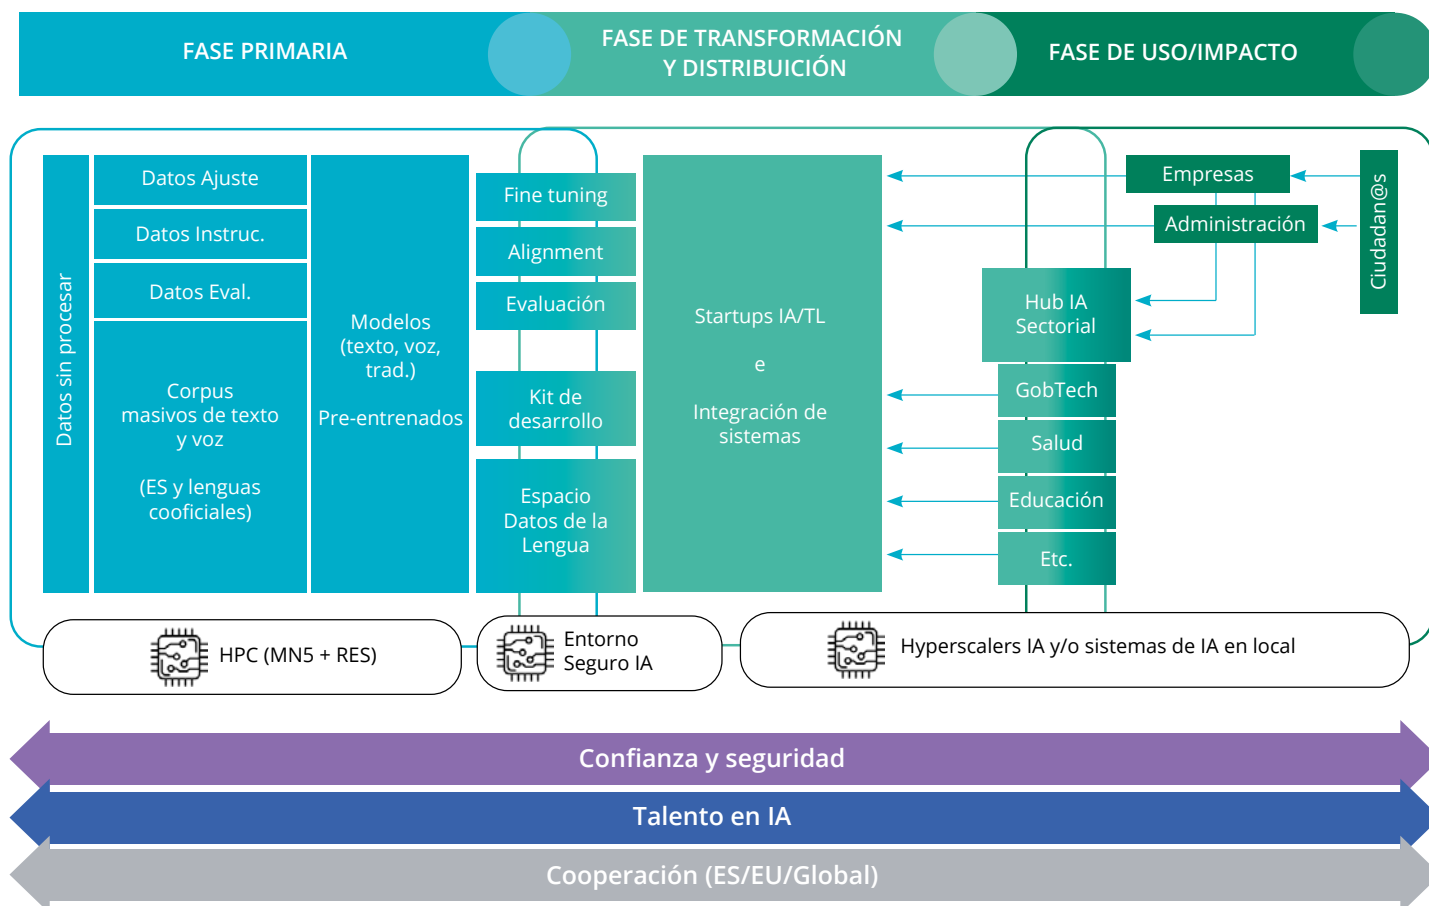 FASE PRIMARIA
FASE DE TRANSFORMACIÓN
Y DISTRIBUICIÓN
FASE DE USO/IMPACTO
Datos sin procesar
Datos Ajuste
Datos Instruc.
Datos Eval.
Corpus
masivos de texto
y voz
(ES y lenguas
cooficiales)
Modelos
(texto, voz,
trad.)
Pre-entrenados
Fine tuning
Alignment
Evaluación
Kit de
desarrollo
Espacio
Datos de la
Lengua
Startups IA/TL
e
Integración de
sistemas
Empresas
Administración
Ciudadan@s
Hub IA
Sectorial
GobTech
Salud
Educación
Etc.
HPC (MN5 + RES)
Entorno
Seguro IA
Hyperscalers IA y/o sistemas de IA en local
Confianza y seguridad
Talento en IA
Cooperación (ES/EU/Global)